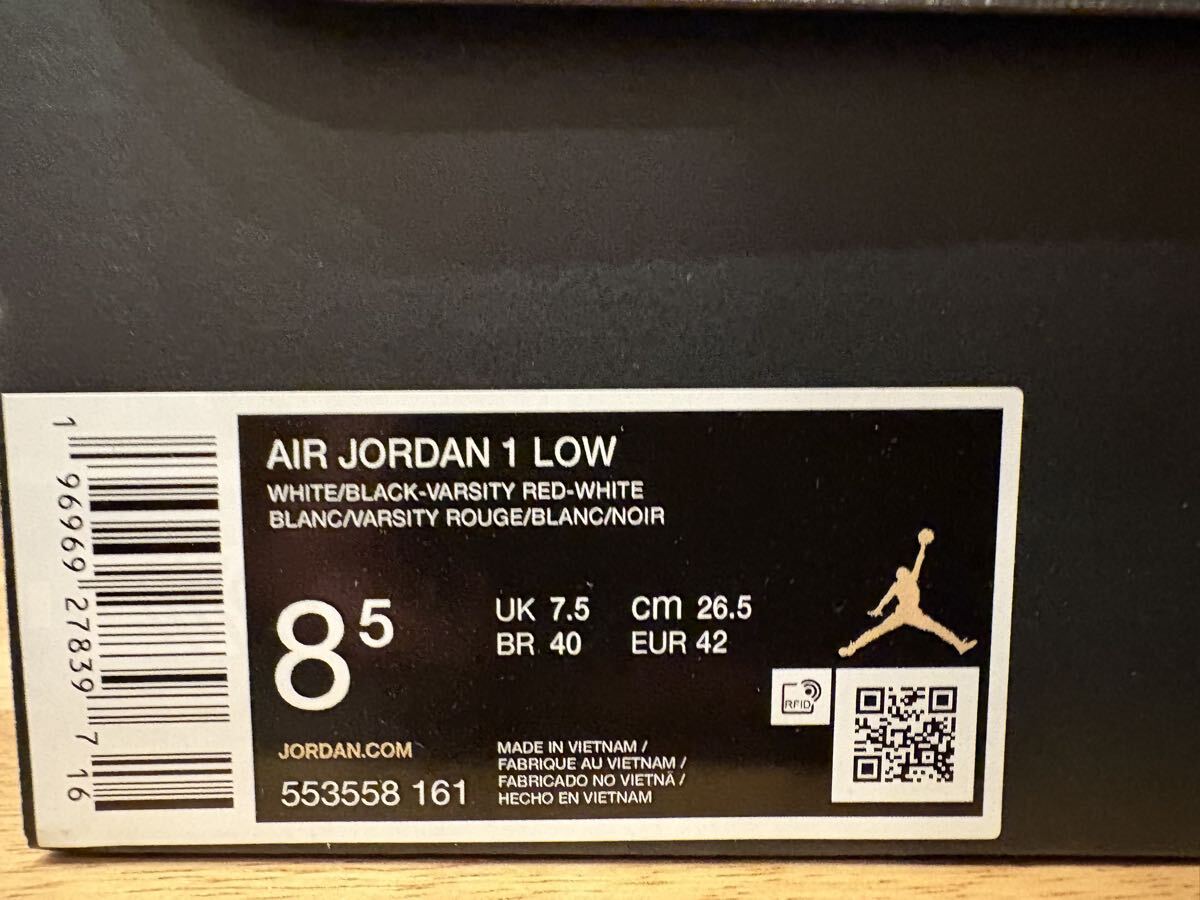 1 96969 27839 7 16
AIR JORDAN 1 LOW
WHITE/BLACK-VARSITY RED-WHITE
BLANC/VARSITY ROUGE/BLANC/NOIR
8 5
UK 7.5 cm 26.5
BR 40 EUR 42
RFID
JORDAN.COM
553558 161
MADE IN VIETNAM /
FABRIQUE AU VIETNAM /
FABRICADO NO VIETNÃ /
HECHO EN VIETNAM